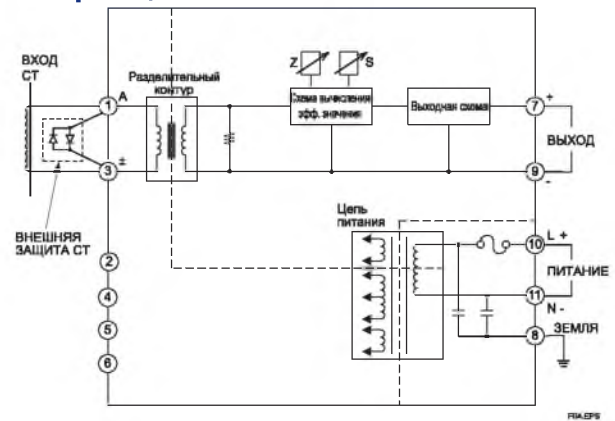 ВХОД
СТ
1
А
Разделительный
контур
Z
S
Схема вычисления
эфф. значения
Выходная схема
7
+
ВЫХОД
3
±
9
-
ВНЕШНЯЯ
ЗАЩИТА СТ
Цепь
питания
L +
10
ПИТАНИЕ
11
N -
2
4
8
ЗЕМЛЯ
5
6
F8A.EPS